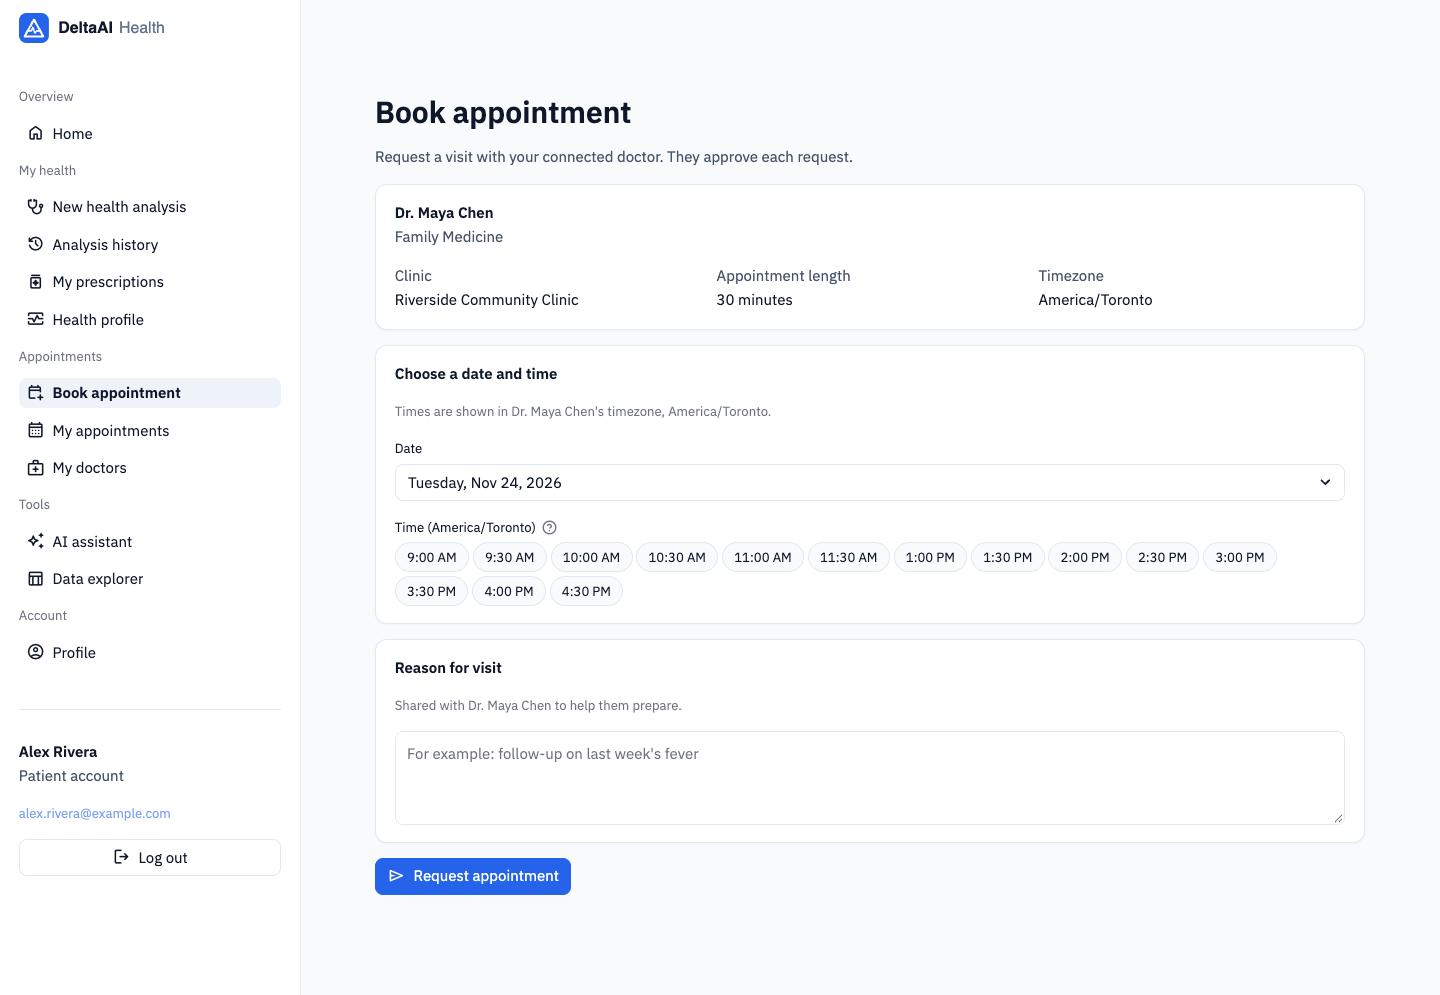 DeltaAI Health
Overview
Home
My health
New health analysis
Analysis history
My prescriptions
Health profile
Appointments
Book appointment
My appointments
My doctors
Tools
AI assistant
Data explorer
Account
Profile
Alex Rivera
Patient account
alex.rivera@example.com
Log out
Book appointment
Request a visit with your connected doctor. They approve each request.
Dr. Maya Chen
Family Medicine
Clinic Appointment length Timezone
Riverside Community Clinic 30 minutes America/Toronto
Choose a date and time
Times are shown in Dr. Maya Chen's timezone, America/Toronto.
Date
Tuesday, Nov 24, 2026
Time (America/Toronto) ?
9:00 AM 9:30 AM 10:00 AM 10:30 AM 11:00 AM 11:30 AM 1:00 PM 1:30 PM 2:00 PM 2:30 PM 3:00 PM
3:30 PM 4:00 PM 4:30 PM
Reason for visit
Shared with Dr. Maya Chen to help them prepare.
For example: follow-up on last week's fever
Request appointment